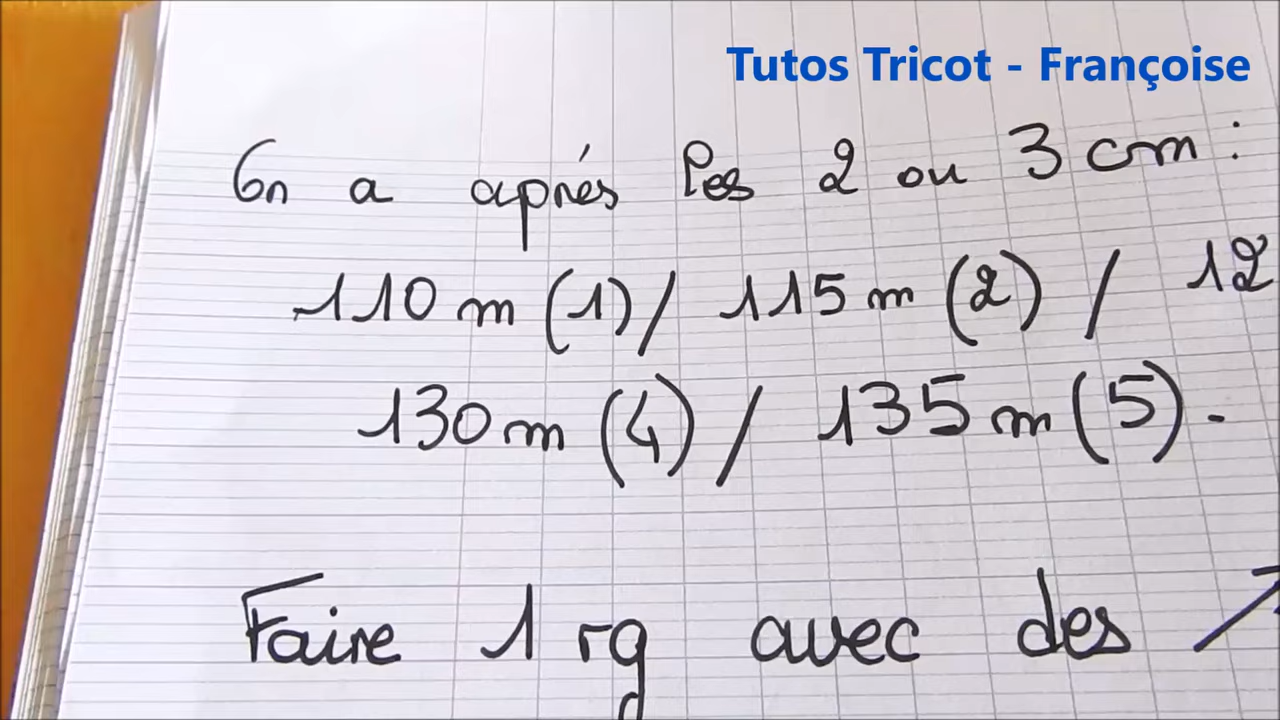 Tutos Tricot - Françoise
En a après les 2 ou 3 cm :
110 m (1) / 115 m (2) / 12
130 m (4) / 135 m (5).
Faire 1 rg avec des ↗